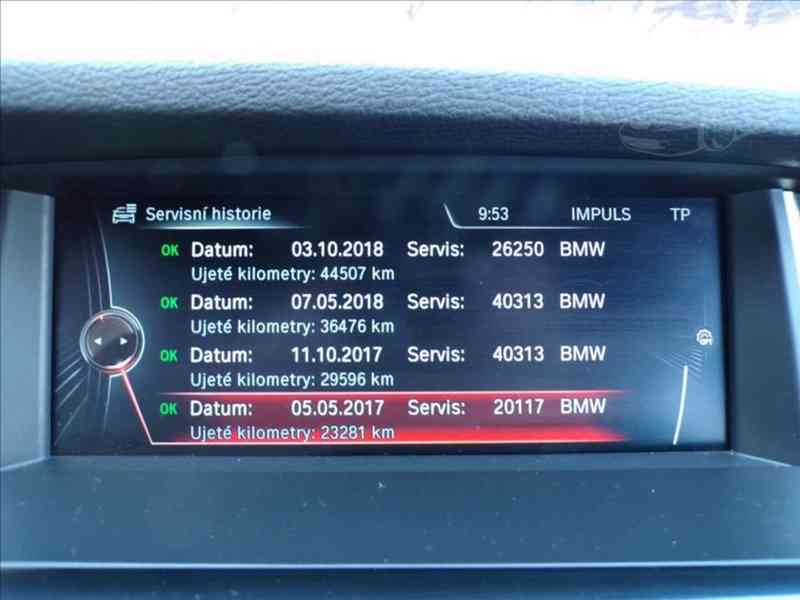 Servisní historie 9:53 IMPULS TP
OK Datum: 03.10.2018 Servis: 26250 BMW
Ujeté kilometry: 44507 km
OK Datum: 07.05.2018 Servis: 40313 BMW
Ujeté kilometry: 36476 km
OK Datum: 11.10.2017 Servis: 40313 BMW
Ujeté kilometry: 29596 km
OK Datum: 05.05.2017 Servis: 20117 BMW
Ujeté kilometry: 23281 km